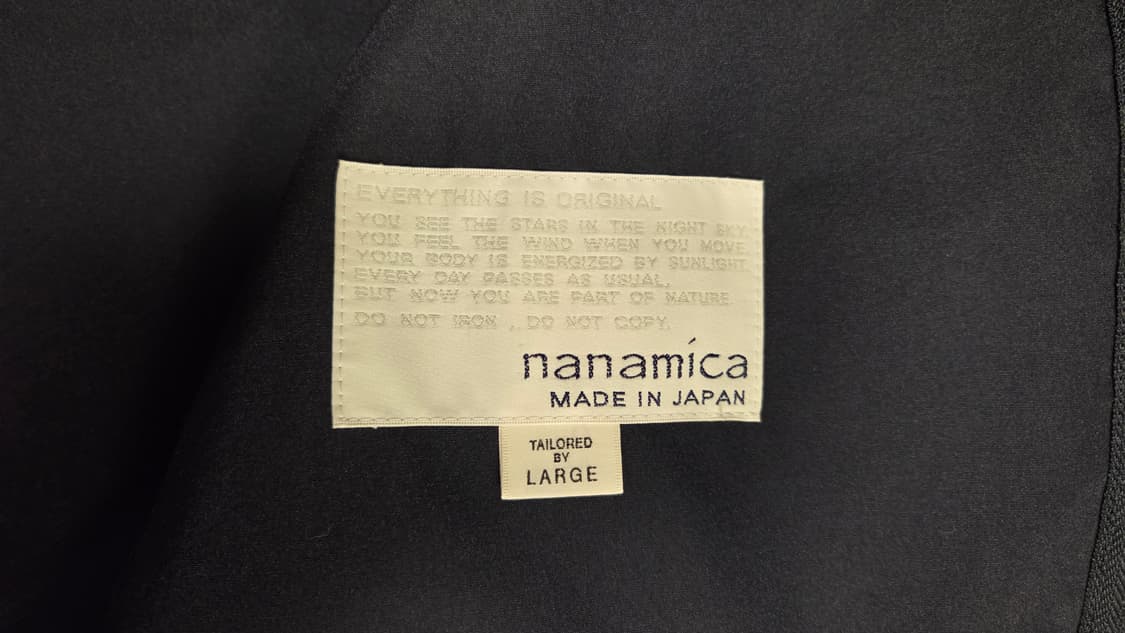 EVERYTHING IS ORIGINAL
YOU SEE THE STARS IN THE NIGHT SKY.
YOU FEEL THE WIND WHEN YOU MOVE.
YOUR BODY IS ENERGIZED BY SUNLIGHT.
EVERY DAY PASSES AS USUAL,
BUT NOW YOU ARE PART OF NATURE.
DO NOT IRON , DO NOT COPY.
nanamica
MADE IN JAPAN
TAILORED
BY
LARGE